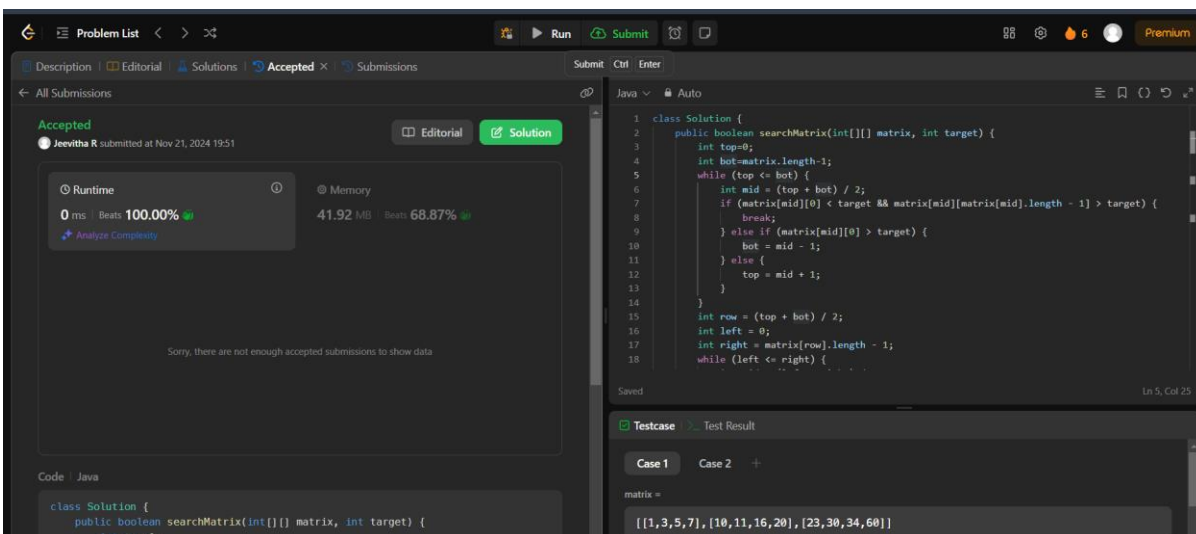 Problem List
Run
Submit
6
Premium
Description | Editorial | Solutions | Accepted × | Submissions
Submit Ctrl Enter
← All Submissions
Accepted
Jeevitha R submitted at Nov 21, 2024 19:51
Editorial
Solution
Runtime
0 ms | Beats 100.00%
Analyze Complexity
Memory
41.92 MB | Beats 68.87%
Sorry, there are not enough accepted submissions to show data
Code | Java
class Solution {
public boolean searchMatrix(int[][] matrix, int target) {
Java Auto
1 class Solution {
2 public boolean searchMatrix(int[][] matrix, int target) {
3 int top=0;
4 int bot=matrix.length-1;
5 while (top <= bot) {
6 int mid = (top + bot) / 2;
7 if (matrix[mid][0] < target && matrix[mid][matrix[mid].length - 1] > target) {
8 break;
9 } else if (matrix[mid][0] > target) {
10 bot = mid - 1;
11 } else {
12 top = mid + 1;
13 }
14 }
15 int row = (top + bot) / 2;
16 int left = 0;
17 int right = matrix[row].length - 1;
18 while (left <= right) {
Saved
Ln 5, Col 25
Testcase | >_ Test Result
Case 1 Case 2 +
matrix =
[[1,3,5,7],[10,11,16,20],[23,30,34,60]]